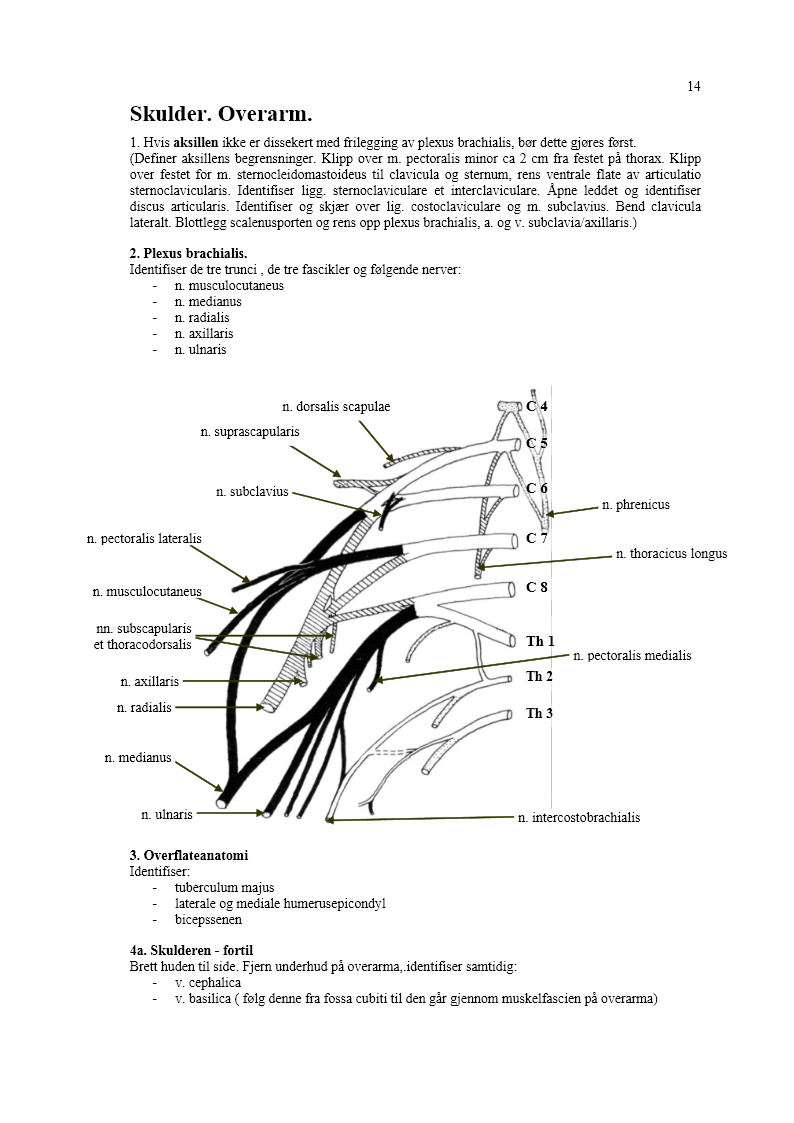 14
Skulder. Overarm.
1. Hvis aksillen ikke er dissekert med frilegging av plexus brachialis, bør dette gjøres først.
(Definer aksillens begrensninger. Klipp over m. pectoralis minor ca 2 cm fra festet på thorax. Klipp
over festet for m. sternocleidomastoideus til clavicula og sternum, rens ventrale flate av articulatio
sternoclavicularis. Identifiser ligg. sternoclaviculare et interclaviculare. Åpne leddet og identifiser
discus articularis. Identifiser og skjær over lig. costoclaviculare og m. subclavius. Bend clavicula
lateralt. Blottlegg scalenusporten og rens opp plexus brachialis, a. og v. subclavia/axillaris.)
2. Plexus brachialis.
Identifiser de tre trunci , de tre fascikler og følgende nerver:
- n. musculocutaneus
- n. medianus
- n. radialis
- n. axillaris
- n. ulnaris
n. dorsalis scapulae
C 4
n. suprascapularis
C 5
n. subclavius
C 6
n. phrenicus
n. pectoralis lateralis
C 7
n. thoracicus longus
n. musculocutaneus
C 8
nn. subscapularis
et thoracodorsalis
Th 1
n. pectoralis medialis
n. axillaris
Th 2
n. radialis
Th 3
n. medianus
n. ulnaris
n. intercostobrachialis
3. Overflateanatomi
Identifiser:
- tuberculum majus
- laterale og mediale humerusepicondyl
- bicepssenen
4a. Skulderen - fortil
Brett huden til side. Fjern underhud på overarma,.identifiser samtidig:
- v. cephalica
- v. basilica ( følg denne fra fossa cubiti til den går gjennom muskelfascien på overarma)